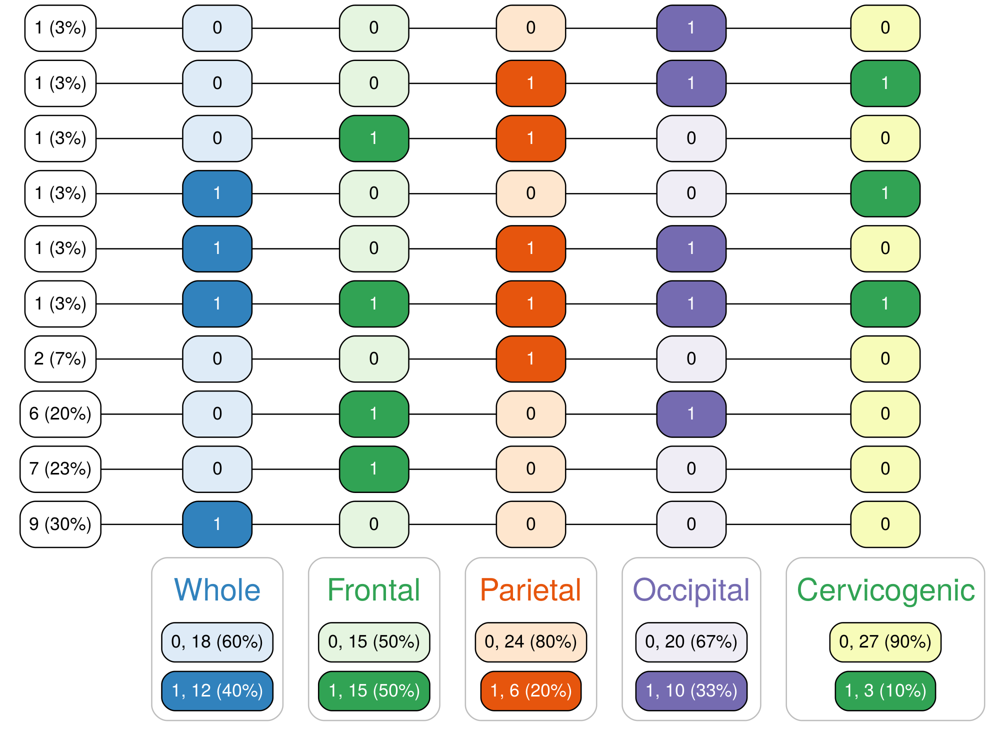 1 (3%) 0 0 0 1 0
1 (3%) 0 0 1 1 1
1 (3%) 0 1 1 0 0
1 (3%) 1 0 0 0 1
1 (3%) 1 0 1 1 0
1 (3%) 1 1 1 1 1
2 (7%) 0 0 1 0 0
6 (20%) 0 1 0 1 0
7 (23%) 0 1 0 0 0
9 (30%) 1 0 0 0 0
Whole Frontal Parietal Occipital Cervicogenic
0, 18 (60%) 0, 15 (50%) 0, 24 (80%) 0, 20 (67%) 0, 27 (90%)
1, 12 (40%) 1, 15 (50%) 1, 6 (20%) 1, 10 (33%) 1, 3 (10%)